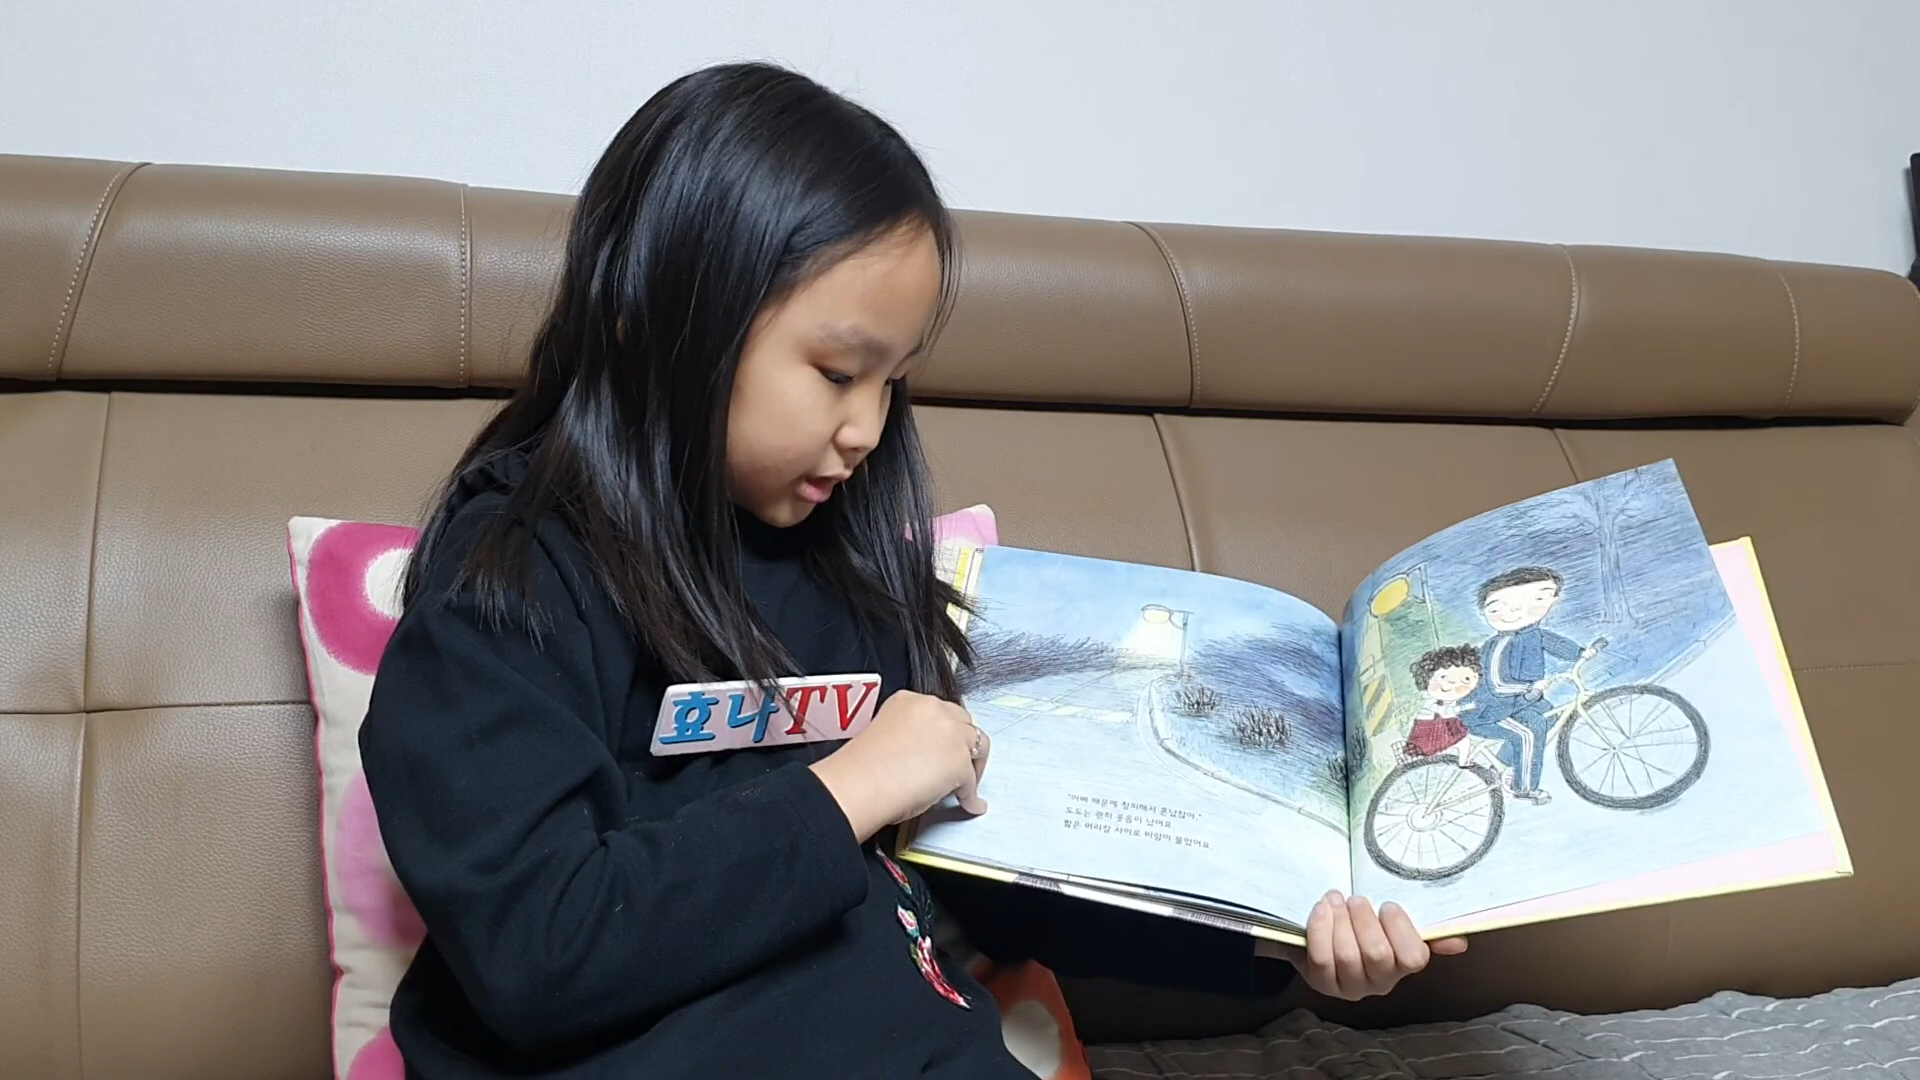 효나TV
"아빠 때문에 창피해서 혼났잖아."
도도는 괜히 웃음이 났어요.
짧은 머리칼 사이로 바람이 불었어요.